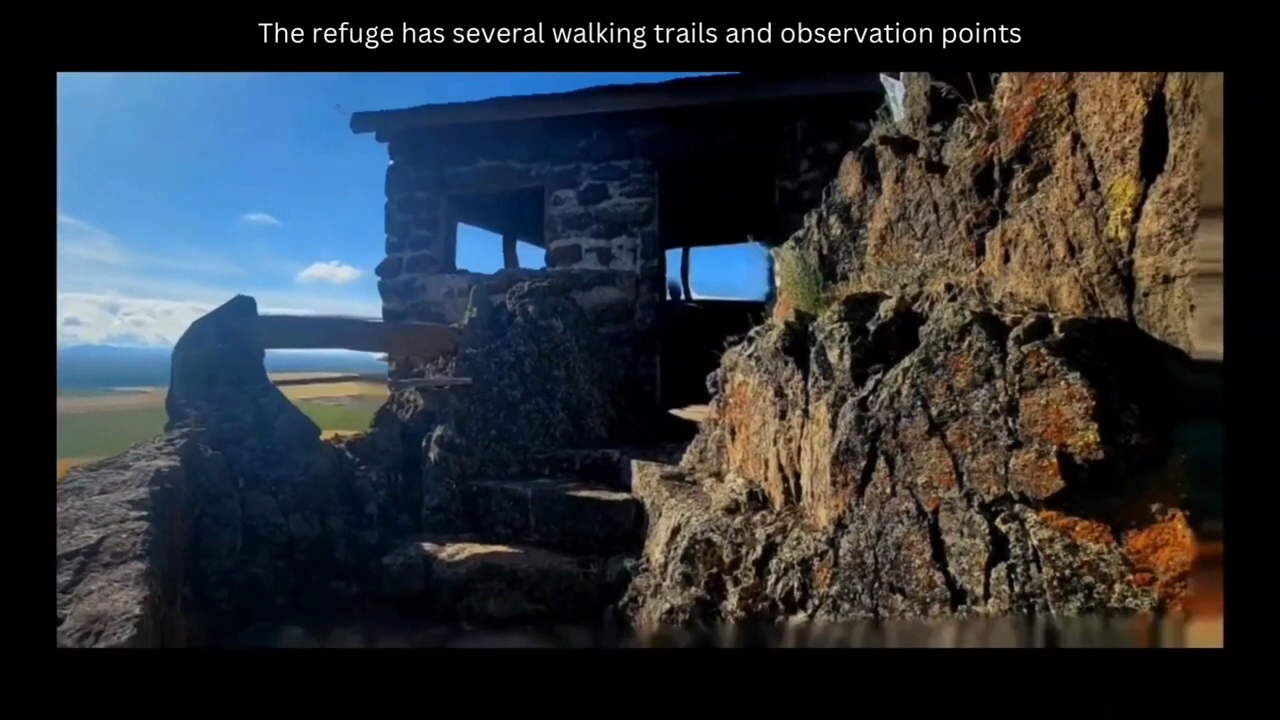 The refuge has several walking trails and observation points